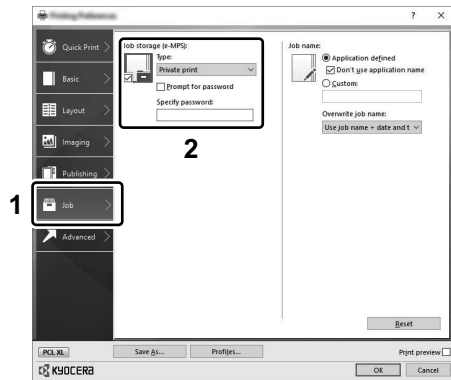 Printing Preferences
? ×
Quick Print
Basic
Layout
Imaging
Publishing
Job
Advanced
1
Job storage (e-MPS):
Type:
Private print
Prompt for password
Specify password:
2
Job name:
Application defined
Don't use application name
Custom:
Overwrite job name:
Use job name + date and t
Reset
PCL XL
Save As...
Profiles...
Print preview
KYOCERA
OK
Cancel